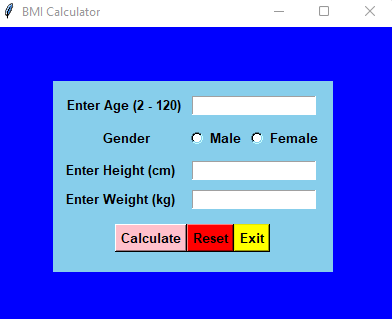 BMI Calculator
Enter Age (2 - 120)
Gender Male Female
Enter Height (cm)
Enter Weight (kg)
Calculate Reset Exit